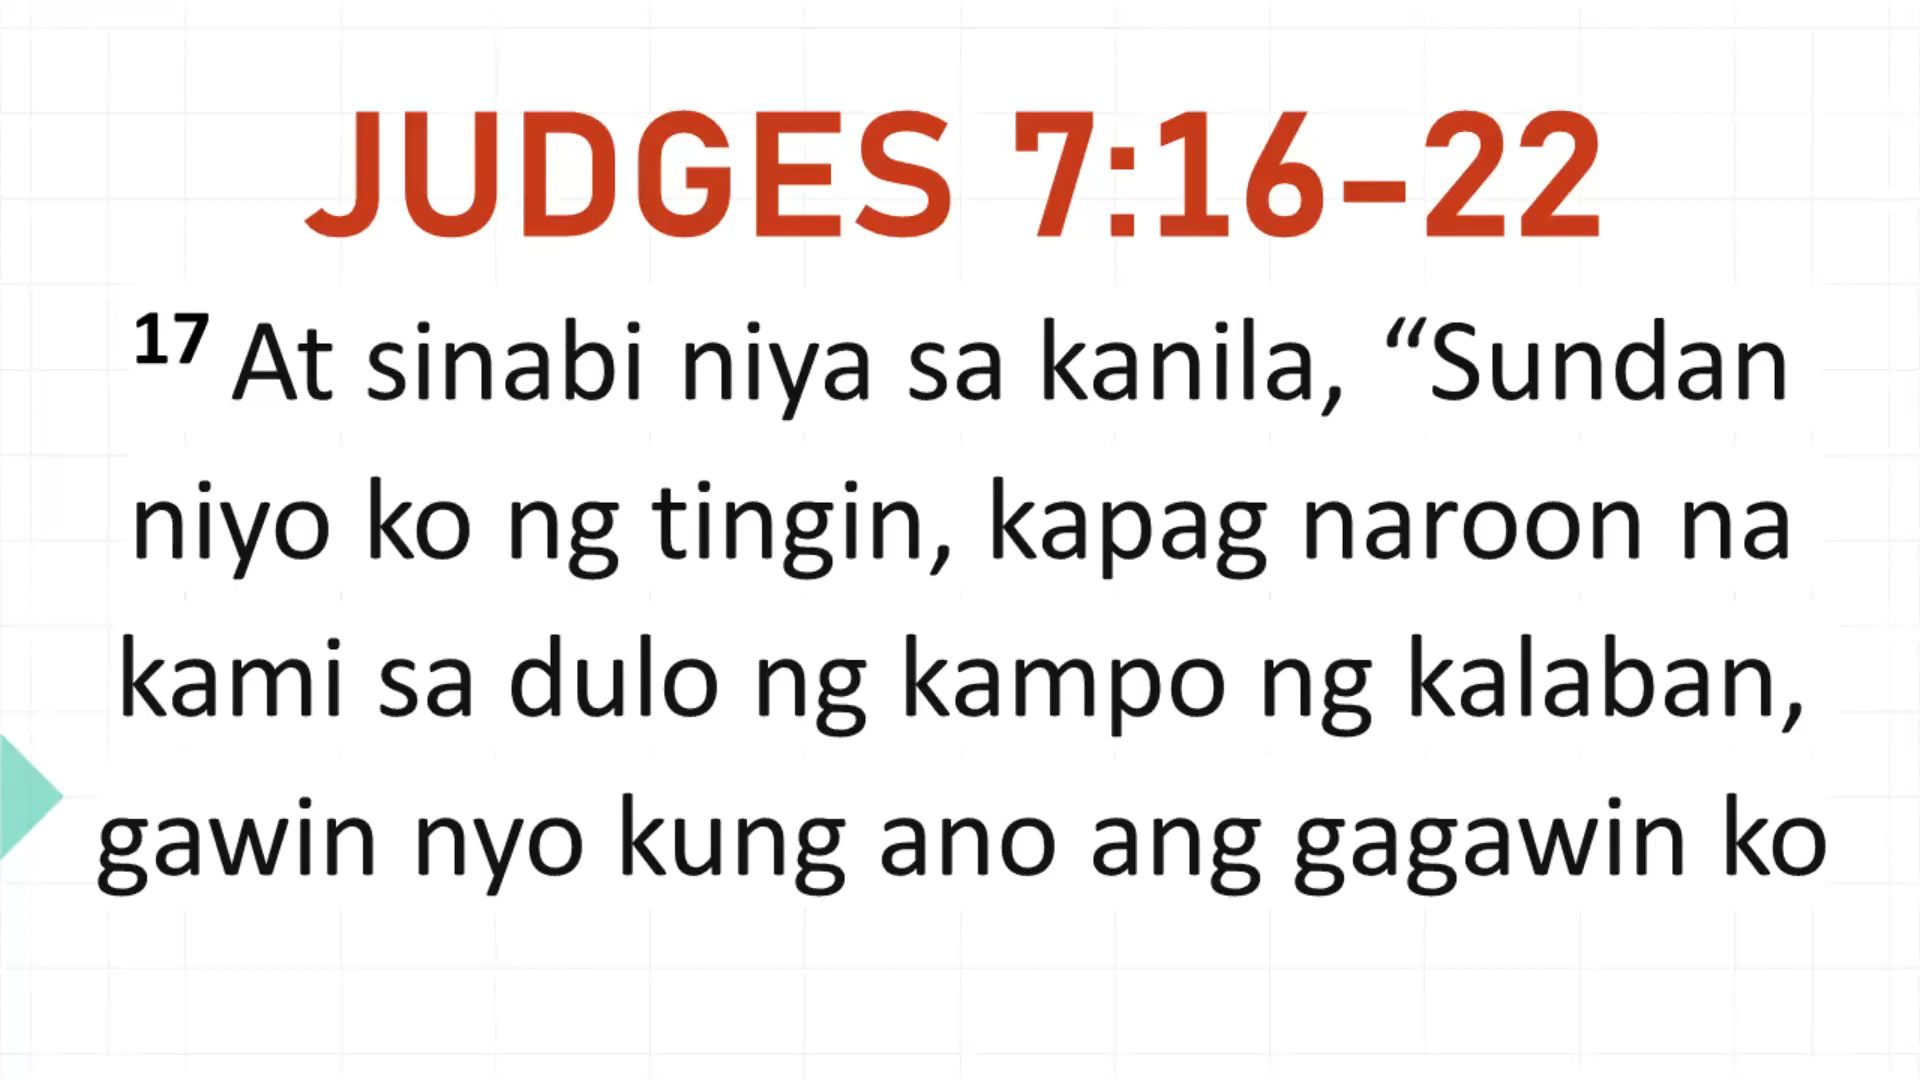 JUDGES 7:16-22
17 At sinabi niya sa kanila, “Sundan
niyo ko ng tingin, kapag naroon na
kami sa dulo ng kampo ng kalaban,
gawin nyo kung ano ang gagawin ko